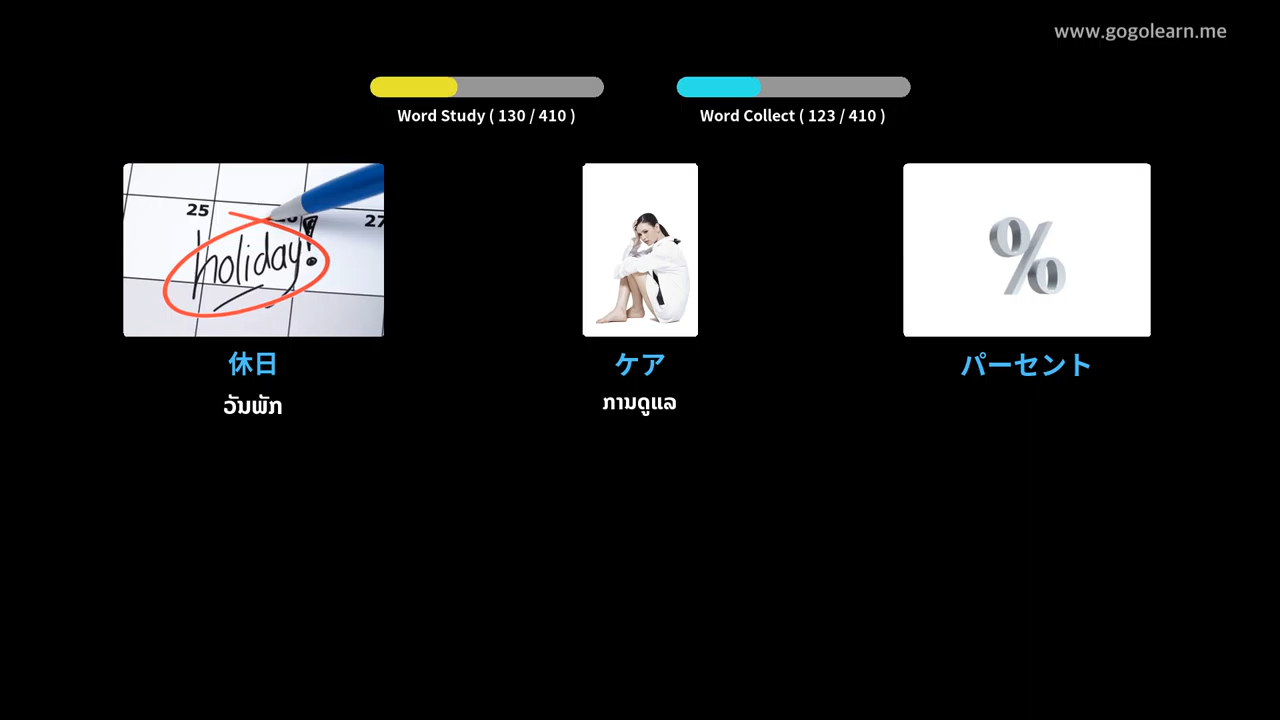 www.gogolearn.me
Word Study ( 130 / 410 )
Word Collect ( 123 / 410 )
25
27
holiday!
%
休日
ケア
パーセント
ວັນພັກ
ການດູແລ